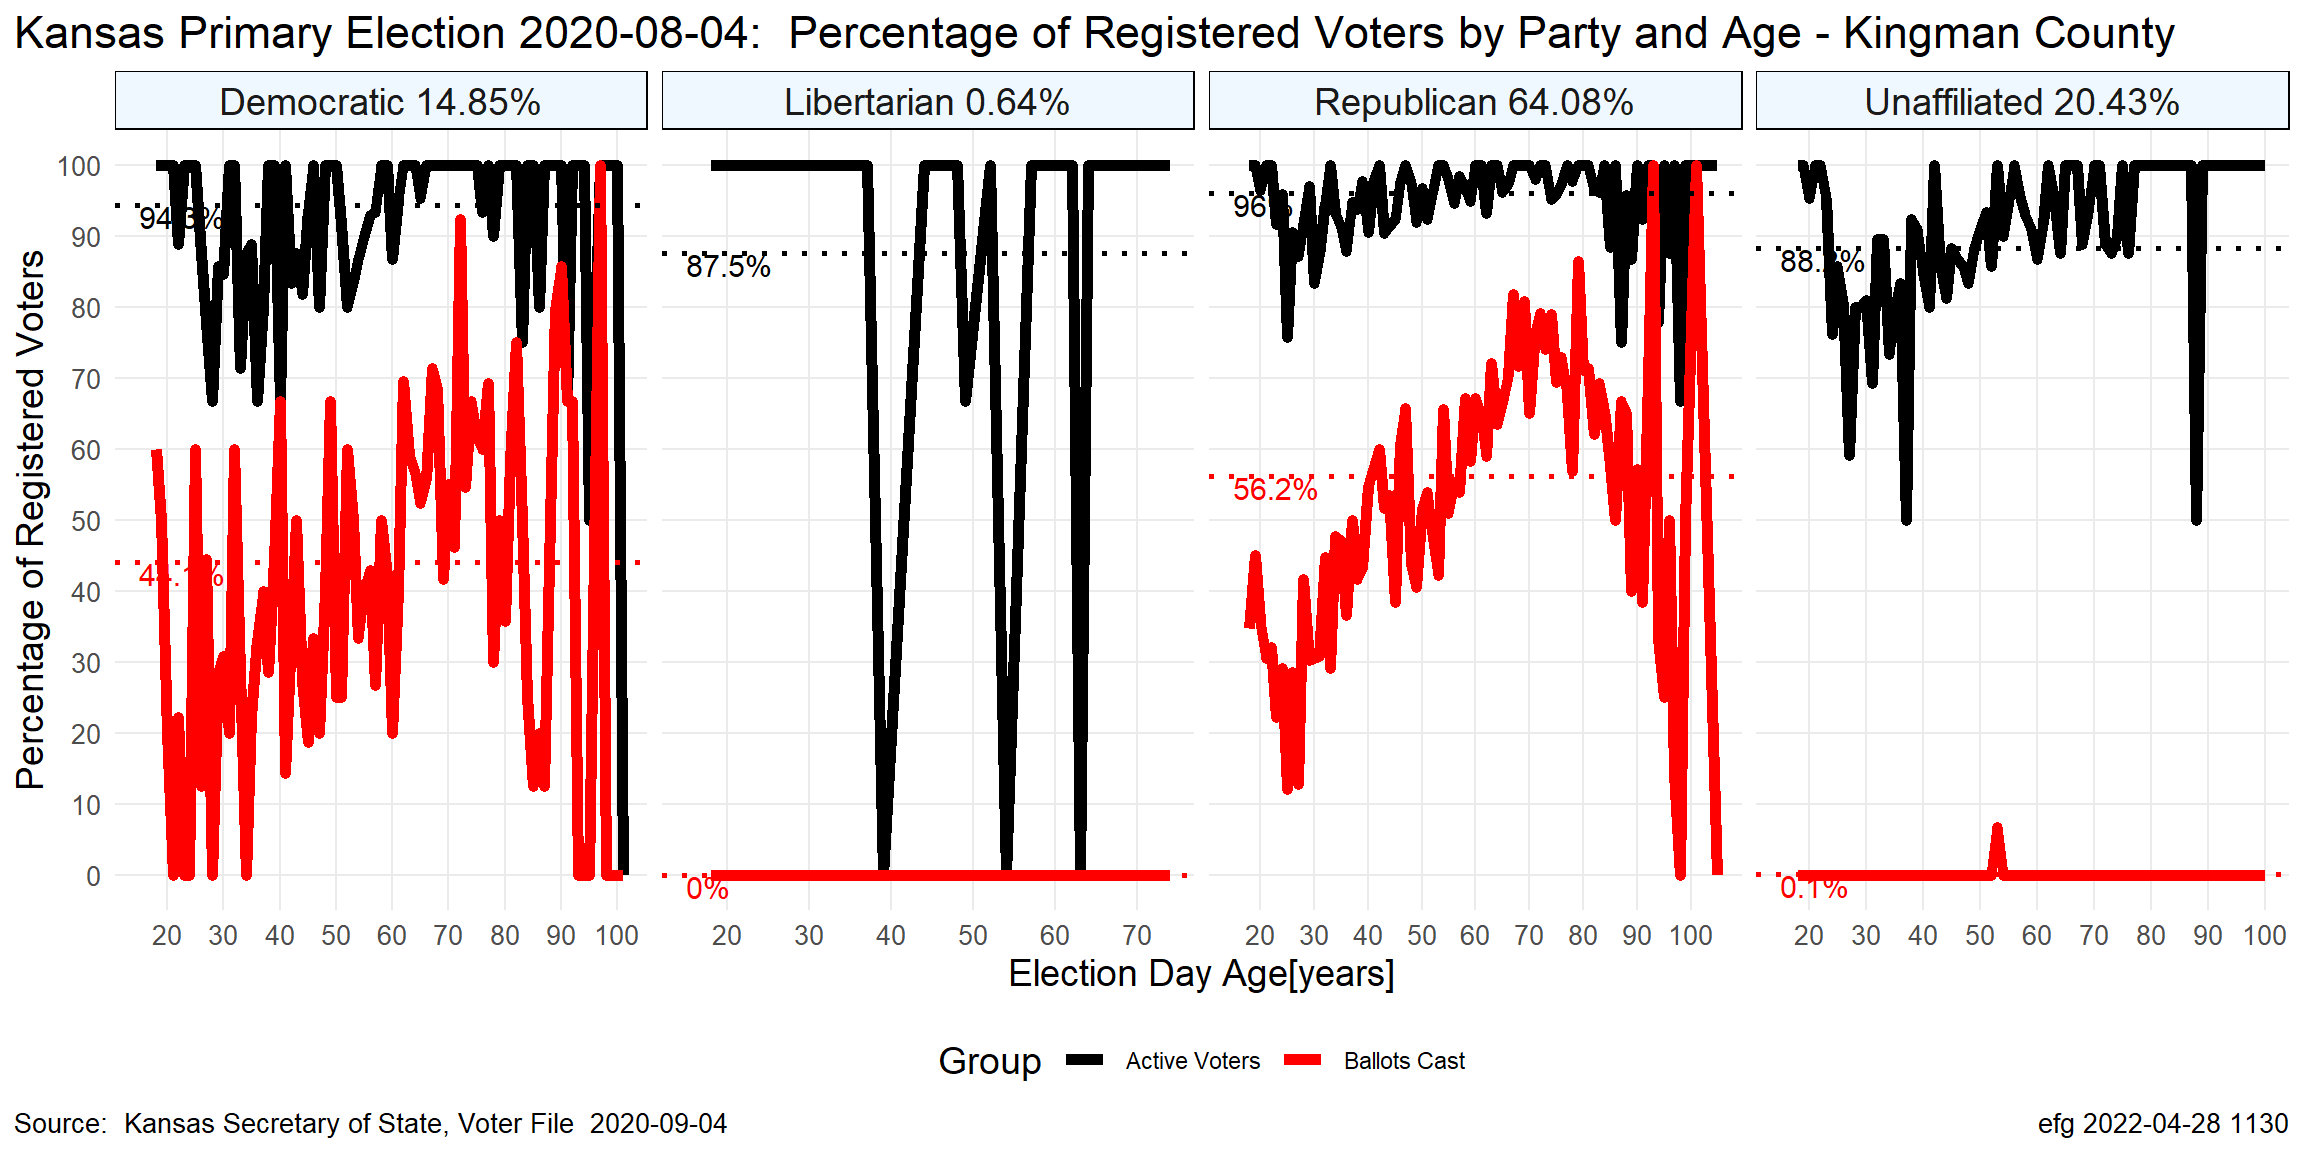 Kansas Primary Election 2020-08-04:  Percentage of Registered Voters by Party and Age - Kingman County
Democratic 14.85%
Libertarian 0.64%
Republican 64.08%
Unaffiliated 20.43%
Percentage of Registered Voters
100
90
80
70
60
50
40
30
20
10
0
94.3%
44.1%
87.5%
0%
96%
56.2%
0.1%
20 30 40 50 60 70 80 90 100
20 30 40 50 60 70
20 30 40 50 60 70 80 90 100
20 30 40 50 60 70 80 90 100
Election Day Age[years]
Group Active Voters Ballots Cast
Source:  Kansas Secretary of State, Voter File  2020-09-04
efg 2022-04-28 1130